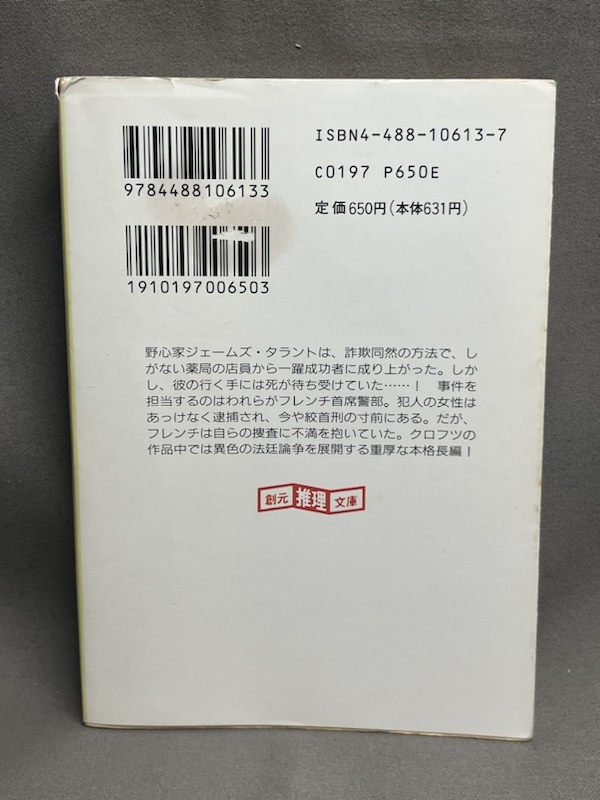 ISBN4-488-10613-7
9784488106133
C0197 P650E
定価650円(本体631円)
1910197006503
野心家ジェームズ・タラントは、詐欺同然の方法で、し
がない薬局の店員から一躍成功者に成り上がった。しか
し、彼の行く手には死が待ち受けていた……！　事件を
担当するのはわれらがフレンチ首席警部。犯人の女性は
あっけなく逮捕され、今や絞首刑の寸前にある。だが、
フレンチは自らの捜査に不満を抱いていた。クロフツの
作品中では異色の法廷論争を展開する重厚な本格長編！
創元推理文庫